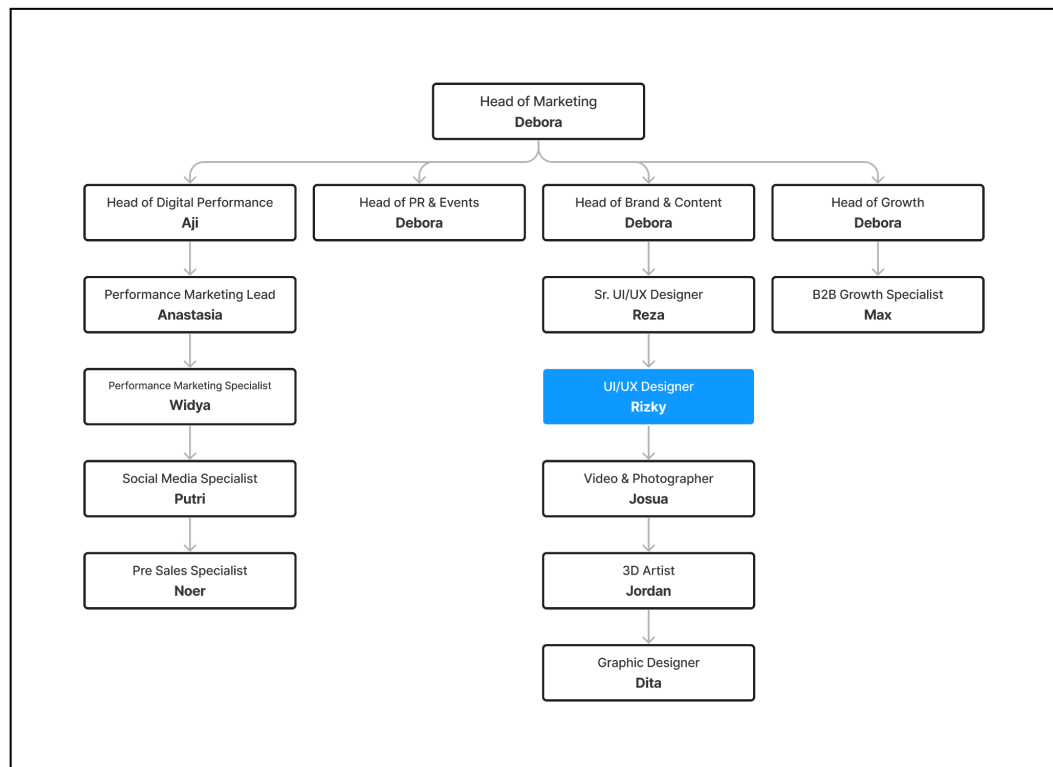 Head of Marketing
Debora
Head of Digital Performance
Aji
Head of PR & Events
Debora
Head of Brand & Content
Debora
Head of Growth
Debora
Performance Marketing Lead
Anastasia
Sr. UI/UX Designer
Reza
B2B Growth Specialist
Max
Performance Marketing Specialist
Widya
UI/UX Designer
Rizky
Social Media Specialist
Putri
Video & Photographer
Josua
Pre Sales Specialist
Noer
3D Artist
Jordan
Graphic Designer
Dita